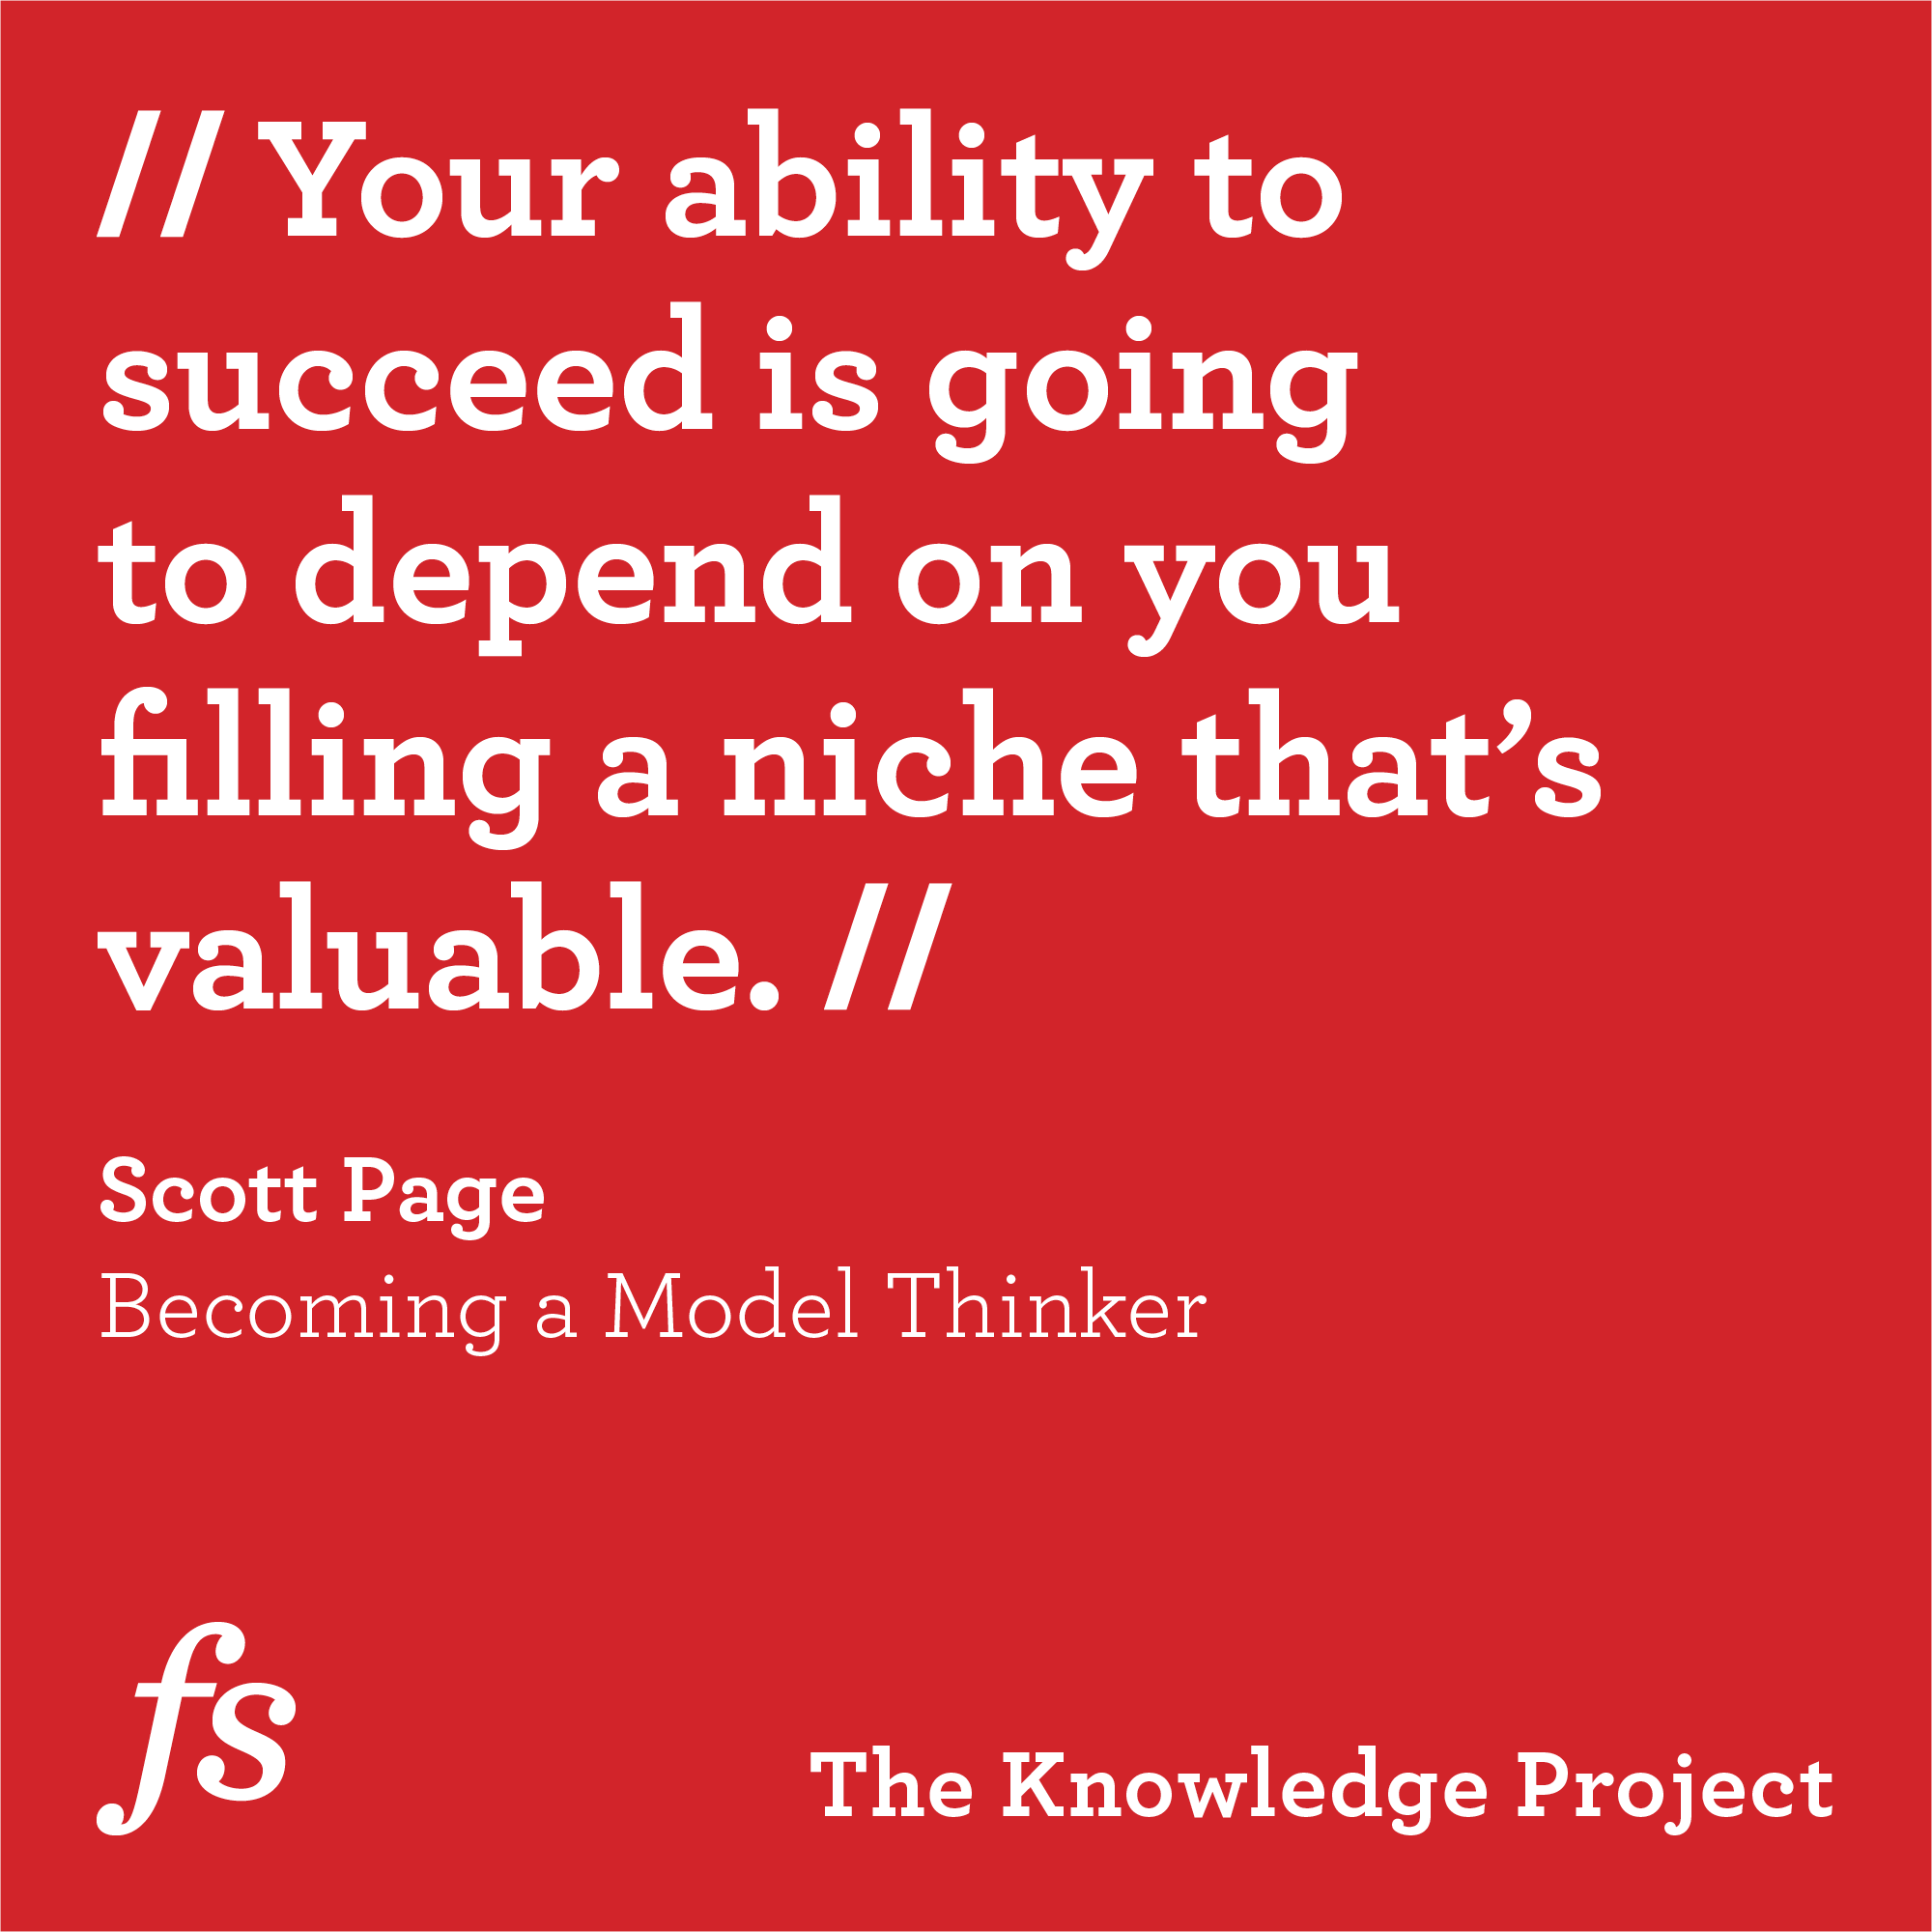 // Your ability to
succeed is going
to depend on you
filling a niche that’s
valuable. //
Scott Page
Becoming a Model Thinker
fs
The Knowledge Project